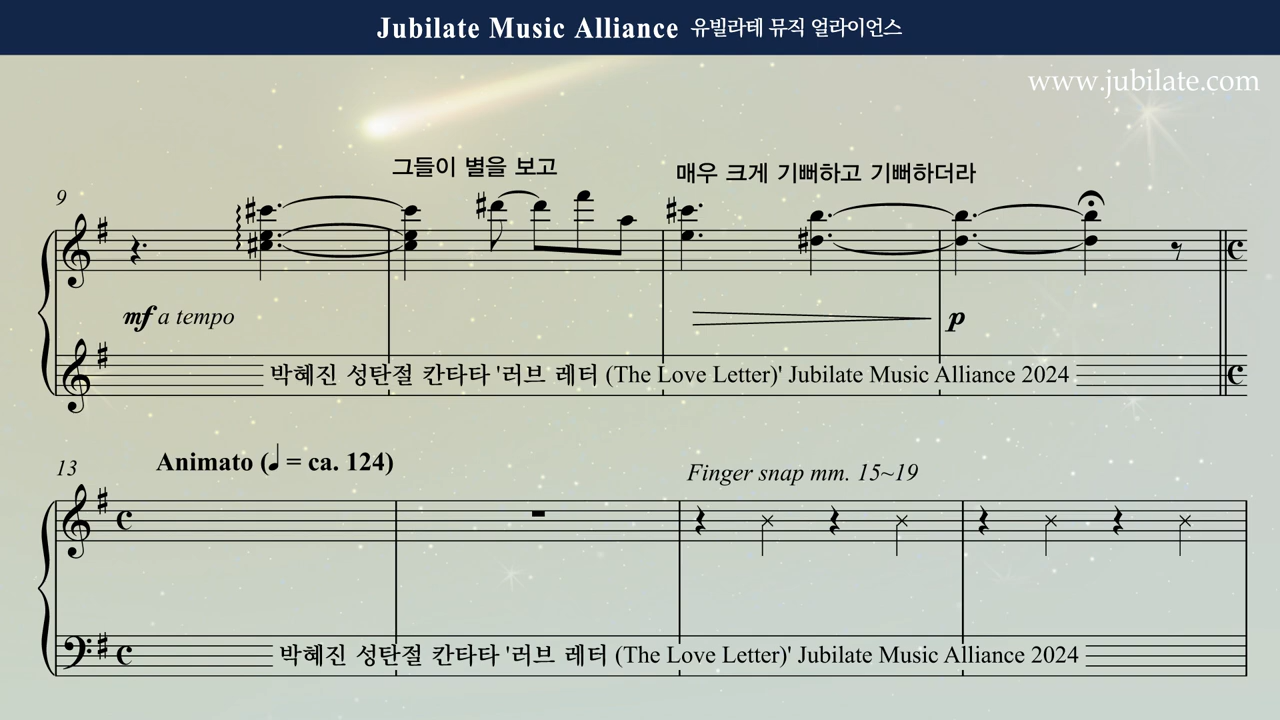 Jubilate Music Alliance 유빌라테 뮤직 얼라이언스
www.jubilate.com
그들이 별을 보고
매우 크게 기뻐하고 기뻐하더라
9
mf a tempo
p
박혜진 성탄절 칸타타 '러브 레터 (The Love Letter)' Jubilate Music Alliance 2024
13
Animato (♩ = ca. 124)
Finger snap mm. 15~19
박혜진 성탄절 칸타타 '러브 레터 (The Love Letter)' Jubilate Music Alliance 2024